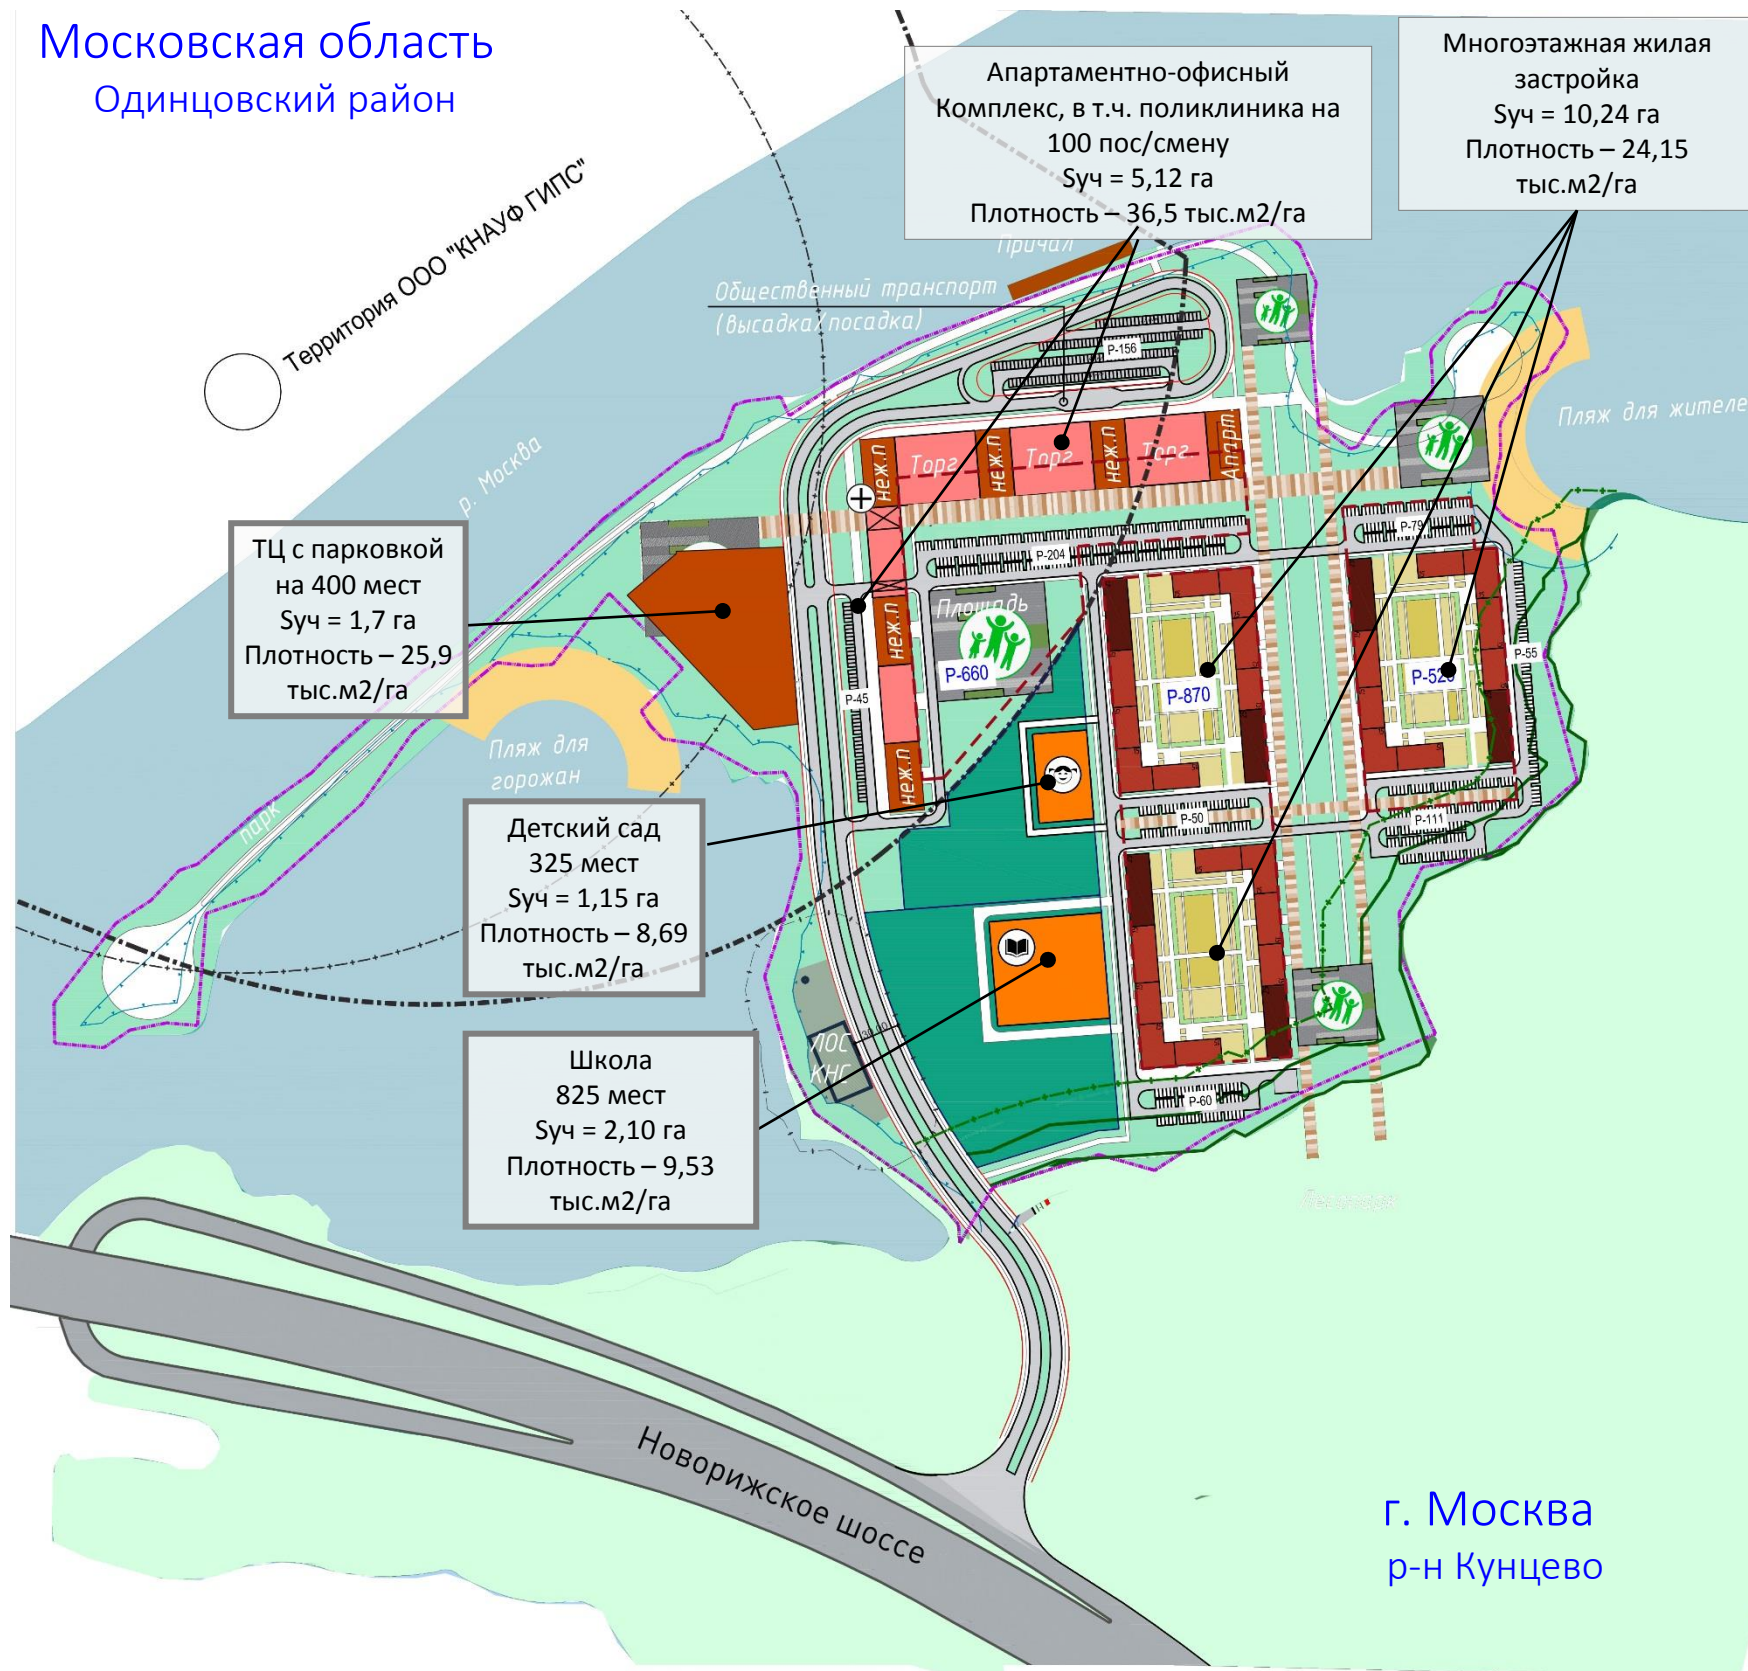 Московская область
Одинцовский район
Апартаментно-офисный
Комплекс, в т.ч. поликлиника на
100 пос/смену
Sуч = 5,12 га
Плотность – 36,5 тыс.м2/га
Многоэтажная жилая
застройка
Sуч = 10,24 га
Плотность – 24,15
тыс.м2/га
Территория ООО "КНАУФ ГИПС"
Причал
Общественный транспорт
(высадка/посадка)
Р-156
Пляж для жителе
р. Москва
неж.п
Торг
неж.п
Торг
неж.п
Торг
Апарт.
ТЦ с парковкой
на 400 мест
Sуч = 1,7 га
Плотность – 25,9
тыс.м2/га
Р-204
Р-79
Площадь
неж.п
Р-660
Р-45
Р-870
Р-55
неж.п
Пляж для
горожан
парк
Детский сад
325 мест
Sуч = 1,15 га
Плотность – 8,69
тыс.м2/га
Р-50
Р-111
Школа
825 мест
Sуч = 2,10 га
Плотность – 9,53
тыс.м2/га
30.00
ЛОС
КНС
Р-60
Лесопарк
Новорижское шоссе
г. Москва
р-н Кунцево